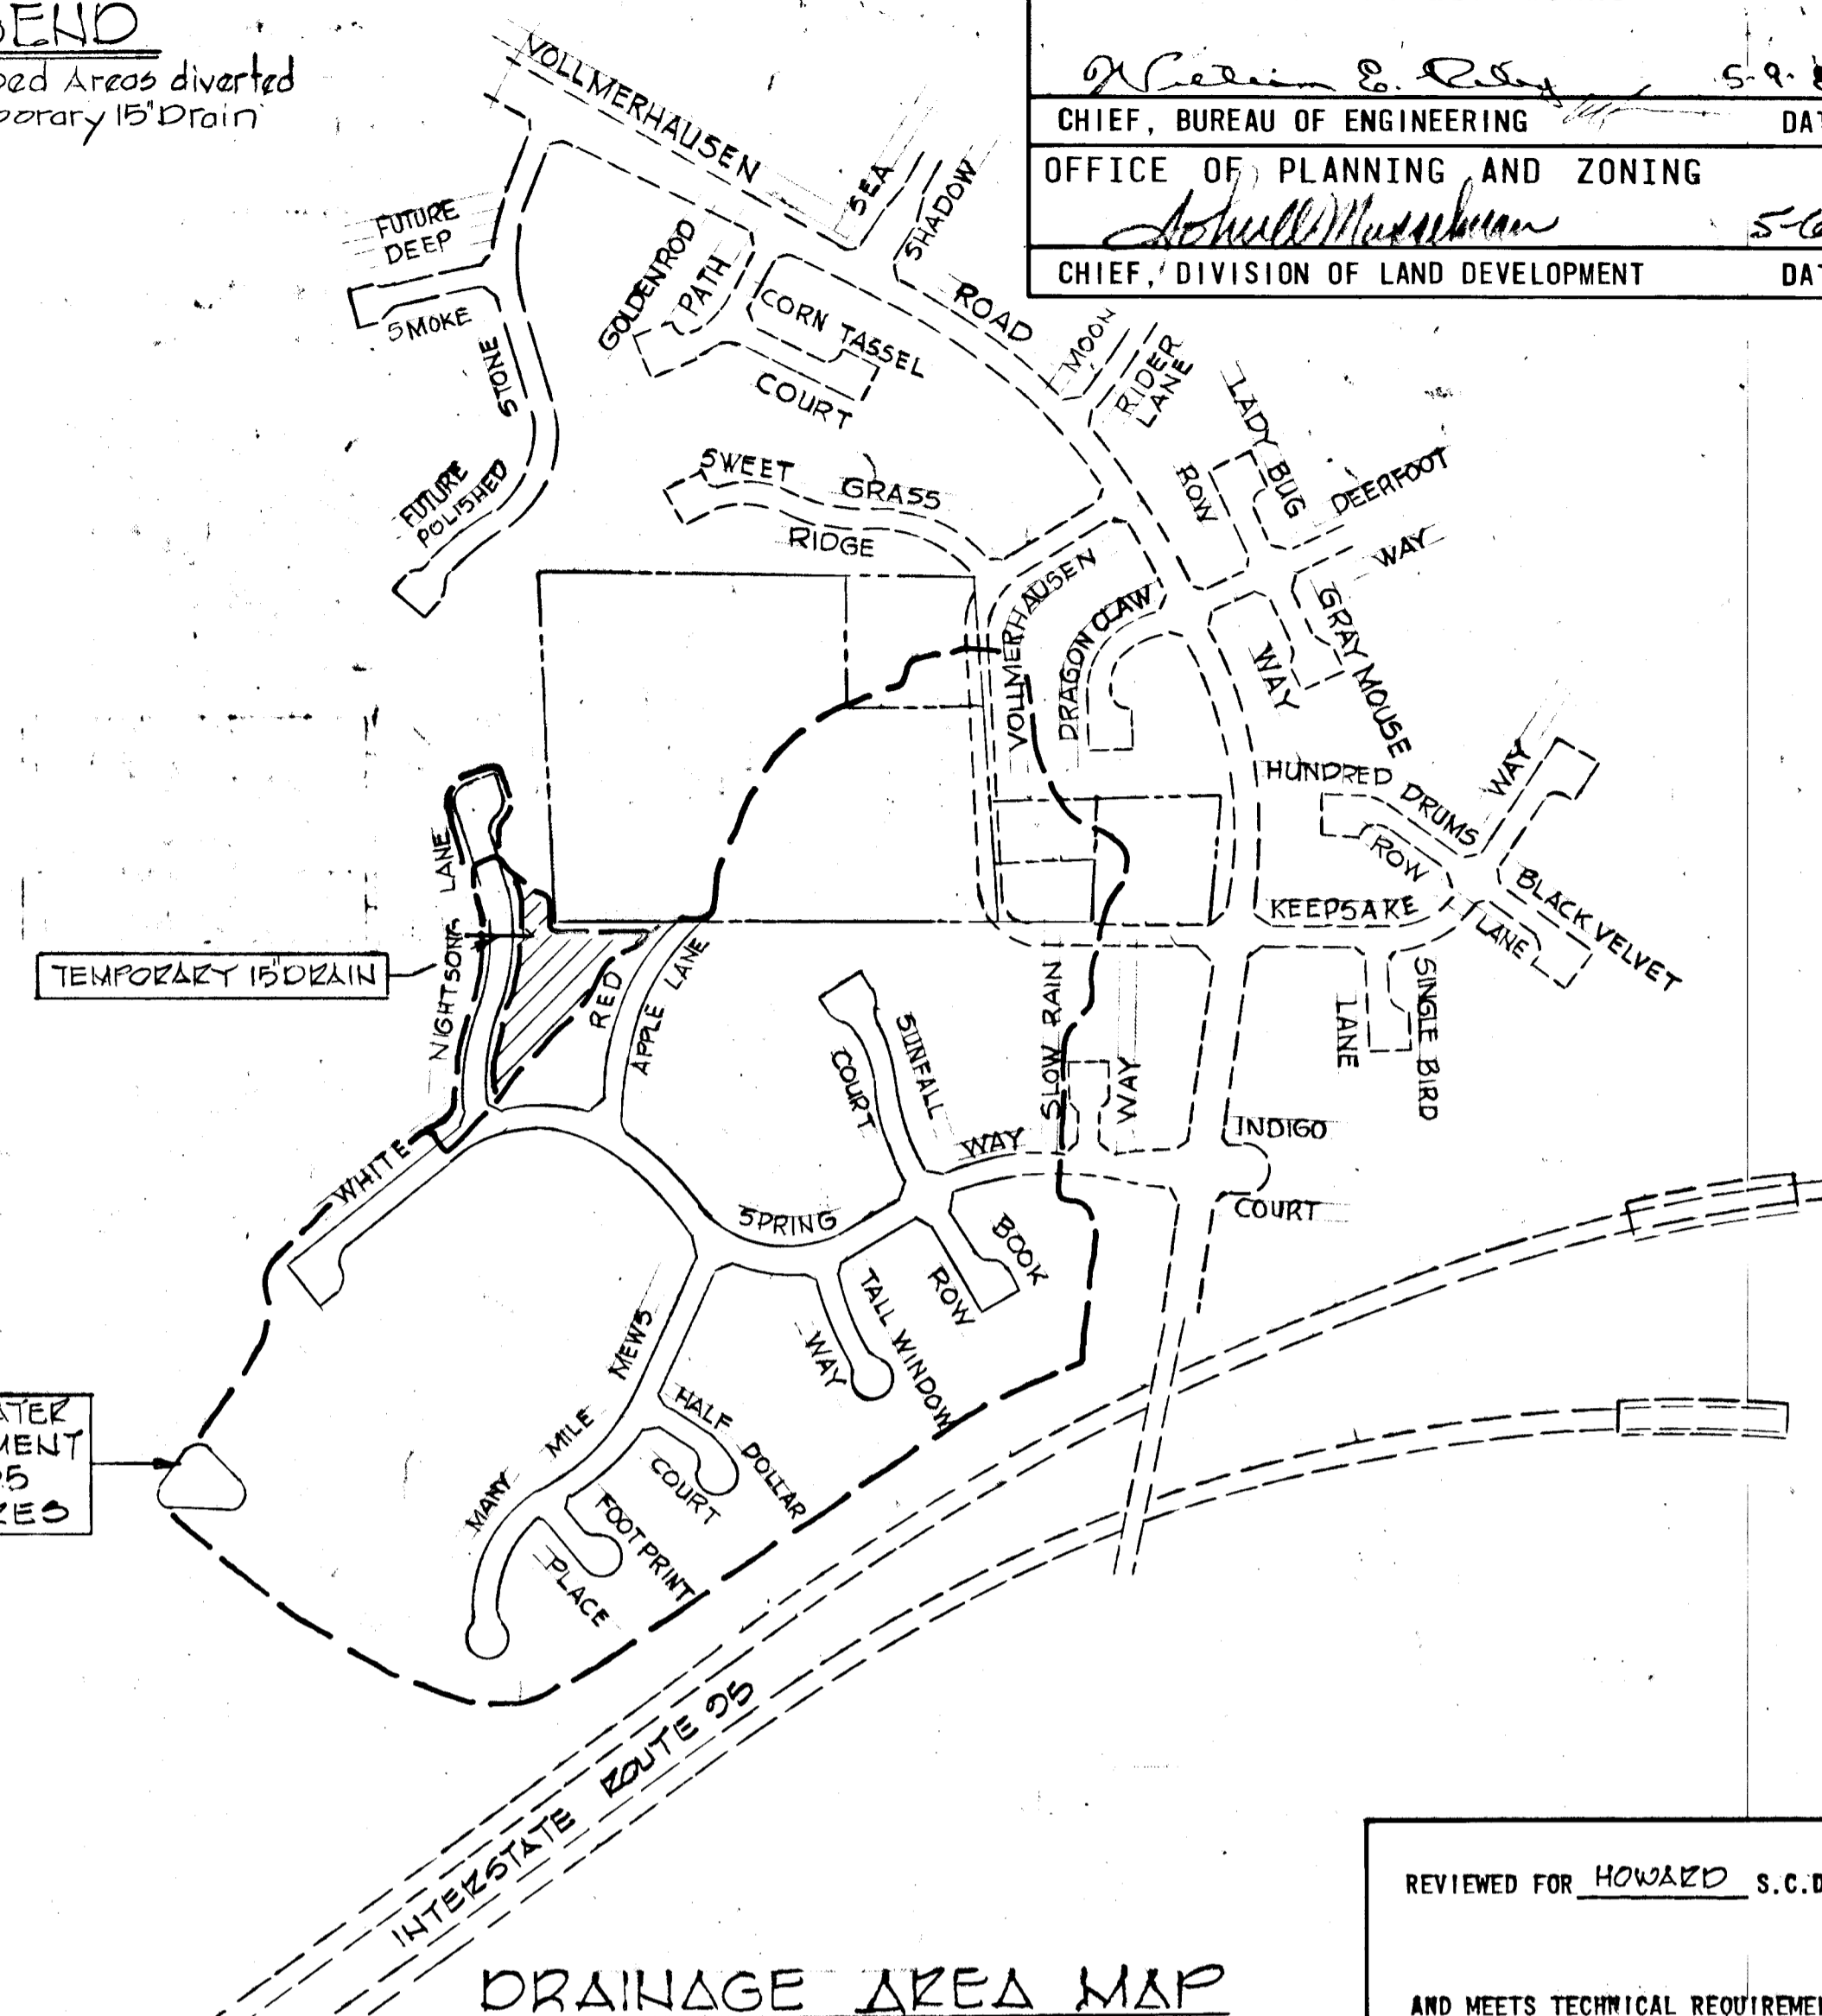 CHIEF, BUREAU OF ENGINEERING
OFFICE OF PLANNING AND ZONING
CHIEF, DIVISION OF LAND DEVELOPMENT
Areas diverted
15" Drain
VOLLMERHAUSEN
ROAD
SEA
SHADOW
FUTURE
DEEP
SMOKE
STONE
FUTURE
POLISHED
GOLDENROD
PATH
CORN TASSEL
COURT
MOON
RIDER
LANE
LADY BUG
ROW
DEERFOOT
WAY
SWEET GRASS
RIDGE
VOLLMERHAUSEN
DRAGON CLAW
GRAY MOUSE
WAY
HUNDRED DRUMS
ROW
WAY
BLACK VELVET
KEEPSAKE
LANE
SINGLE BIRD
LANE
NIGHTSONG LANE
TEMPORARY 15" DRAIN
RED
APPLE LANE
SUNFALL
COURT
SLOW RAIN
WAY
INDIGO
COURT
WHITE
SPRING
WAY
BOOK
ROW
TALL WINDOW
WAY
MANY MILE MEWS
HALF DOLLAR
COURT
FOOTPRINT
PLACE
INTERSTATE ROUTE 95
DRAINAGE AREA MAP
REVIEWED FOR HOWARD S.C.D
AND MEETS TECHNICAL